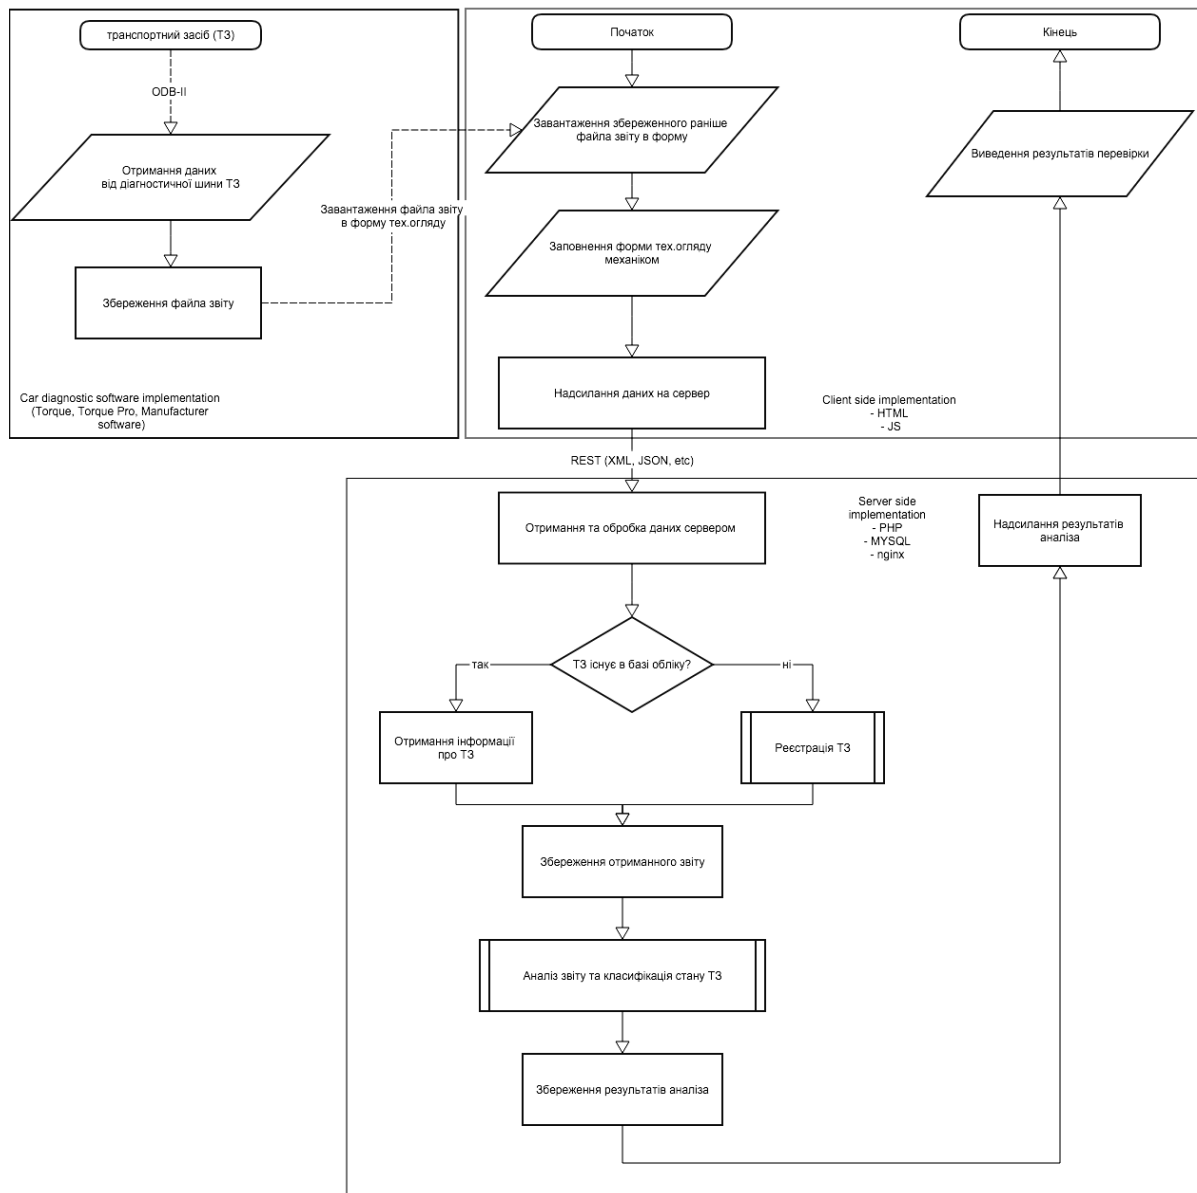 транспортний засіб (ТЗ)
ODB-II
Отримання даних
від діагностичної шини ТЗ
Збереження файла звіту
Завантаження файла звіту
в форму тех.огляду
Car diagnostic software implementation
(Torque, Torque Pro, Manufacturer
software)
Початок
Завантаження збереженного раніше
файла звіту в форму
Заповнення форми тех.огляду
механіком
Надсилання даних на сервер
Client side implementation
- HTML
- JS
Кінець
Виведення результатів перевірки
REST (XML, JSON, etc)
Отримання та обробка даних сервером
Server side
implementation
- PHP
- MYSQL
- nginx
Надсилання результатів
аналіза
ТЗ існує в базі обліку?
так
ні
Отримання інформації
про ТЗ
Реєстрація ТЗ
Збереження отриманного звіту
Аналіз звіту та класифікація стану ТЗ
Збереження результатів аналіза